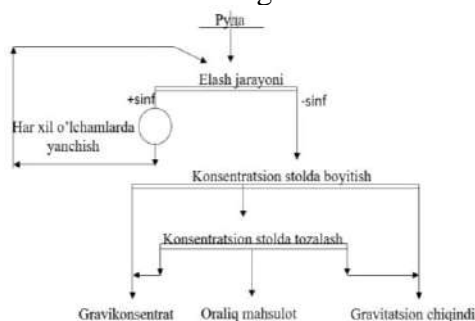 Руда
Elash jarayoni
+sinf
-sinf
Har xil o'lchamlarda
yanchish
Konsentratsion stolda boyitish
Konsentratsion stolda tozalash
Gravikonsentrat Oraliq mahsulot Gravitatsion chiqindi